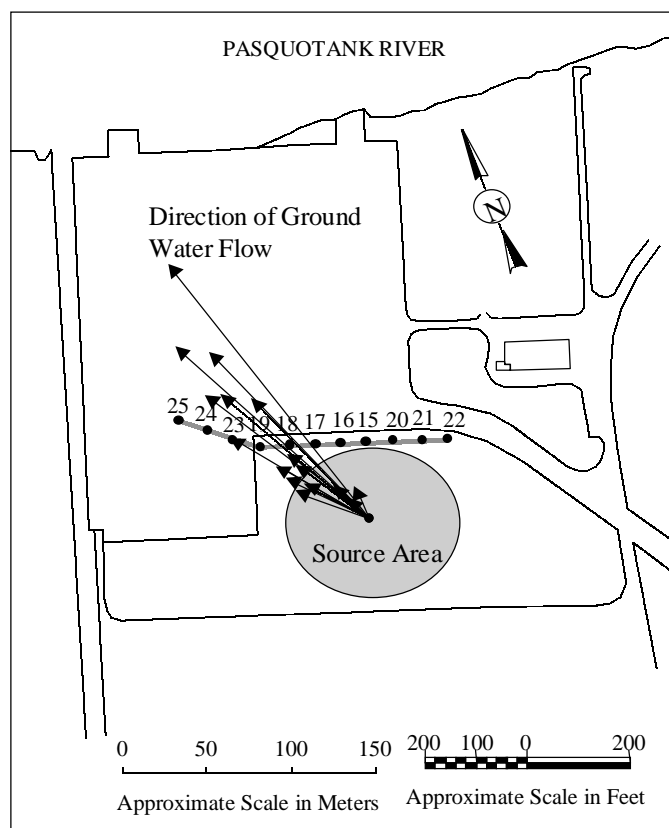 PASQUOTANK RIVER
N
Direction of Ground
Water Flow
25 24 23 19 18 17 16 15 20 21 22
Source Area
0 50 100 150
Approximate Scale in Meters
200 100 0 200
Approximate Scale in Feet